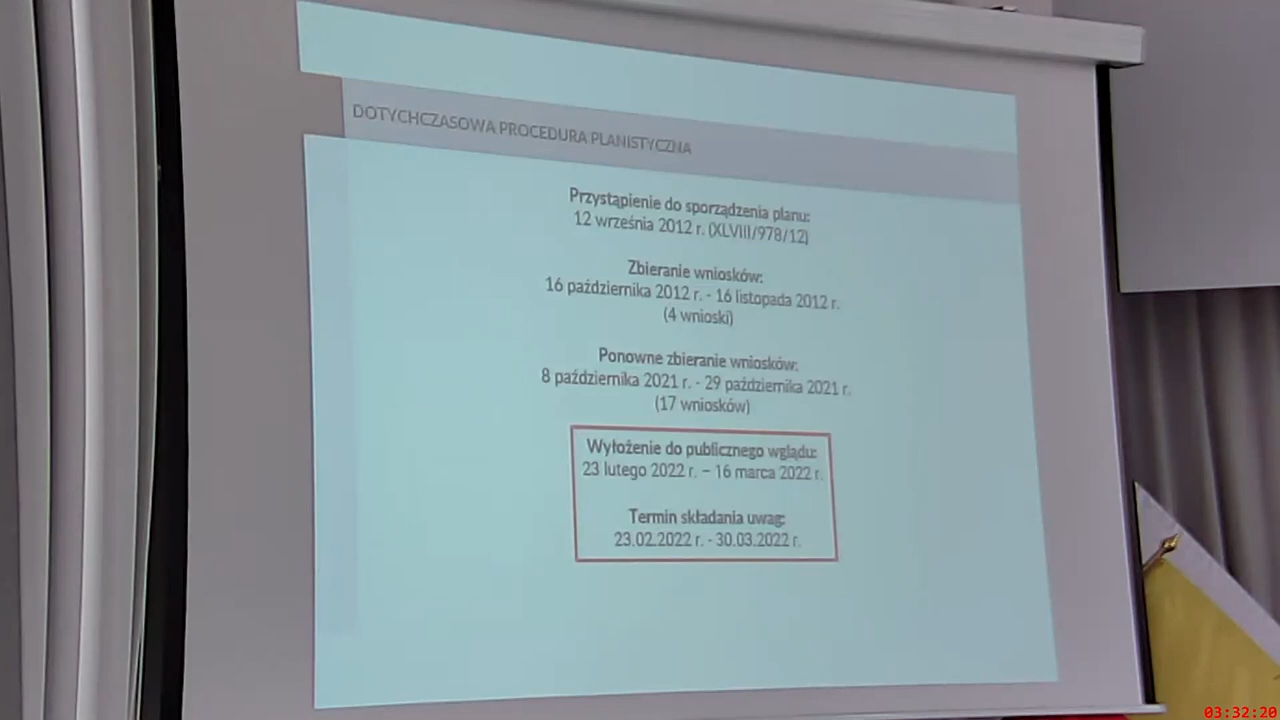 DOTYCHCZASOWA PROCEDURA PLANISTYCZNA
Przystąpienie do sporządzenia planu:
12 września 2012 r. (XLVIII/978/12)
Zbieranie wniosków:
16 października 2012 r. - 16 listopada 2012 r.
(4 wnioski)
Ponowne zbieranie wniosków:
8 października 2021 r. - 29 października 2021 r.
(17 wniosków)
Wyłożenie do publicznego wglądu:
23 lutego 2022 r. – 16 marca 2022 r.
Termin składania uwag:
23.02.2022 r. - 30.03.2022 r.
03:32:20